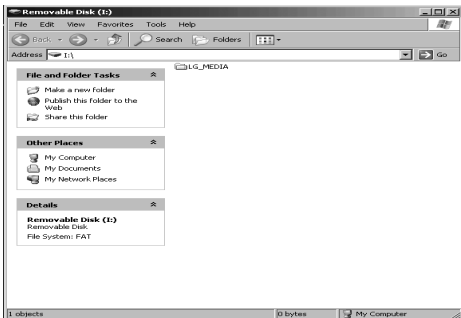 Removable Disk (I:)
File Edit View Favorites Tools Help
Back Search Folders
Address I:\ Go
LG_MEDIA
File and Folder Tasks
Make a new folder
Publish this folder to the
Web
Share this folder
Other Places
My Computer
My Documents
My Network Places
Details
Removable Disk (I:)
Removable Disk
File System: FAT
1 objects 0 bytes My Computer